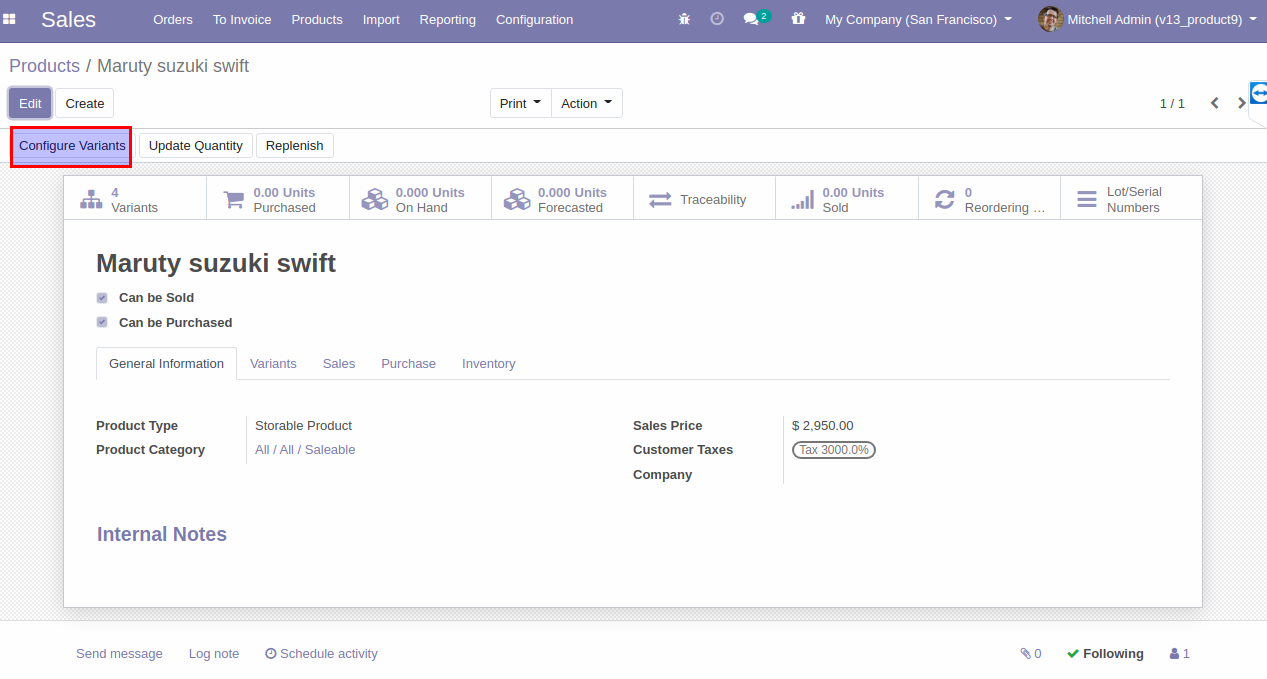 Sales Orders To Invoice Products Import Reporting Configuration 2 My Company (San Francisco) Mitchell Admin (v13_product9)
Products / Maruty suzuki swift
Edit Create Print Action 1 / 1
Configure Variants Update Quantity Replenish
4 Variants
0.00 Units Purchased
0.000 Units On Hand
0.000 Units Forecasted
Traceability
0.00 Units Sold
0 Reordering ...
Lot/Serial Numbers
Maruty suzuki swift
Can be Sold
Can be Purchased
General Information Variants Sales Purchase Inventory
Product Type Storable Product Sales Price $ 2,950.00
Product Category All / All / Saleable Customer Taxes Tax 3000.0%
Company
Internal Notes
Send message Log note Schedule activity 0 Following 1